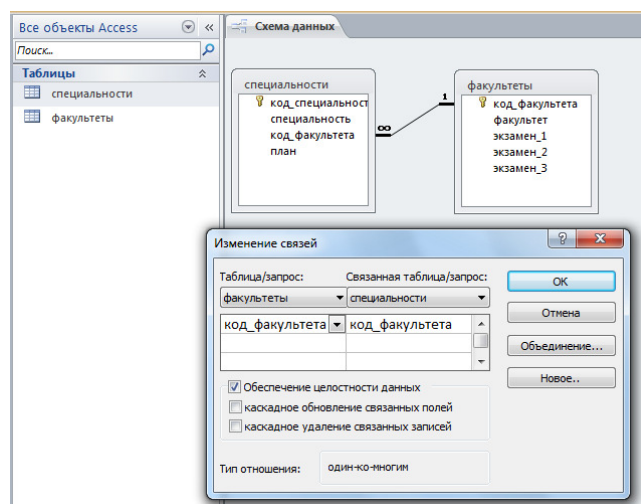 Все объекты Access
«
Поиск...
Таблицы
специальности
факультеты
Схема данных
специальности
код_специальност
специальность
код_факультета
план
∞
1
факультеты
код_факультета
факультет
экзамен_1
экзамен_2
экзамен_3
Изменение связей
? X
Таблица/запрос: Связанная таблица/запрос:
факультеты специальности
код_факультета код_факультета
Обеспечение целостности данных
каскадное обновление связанных полей
каскадное удаление связанных записей
Тип отношения: один-ко-многим
ОК
Отмена
Объединение...
Новое..